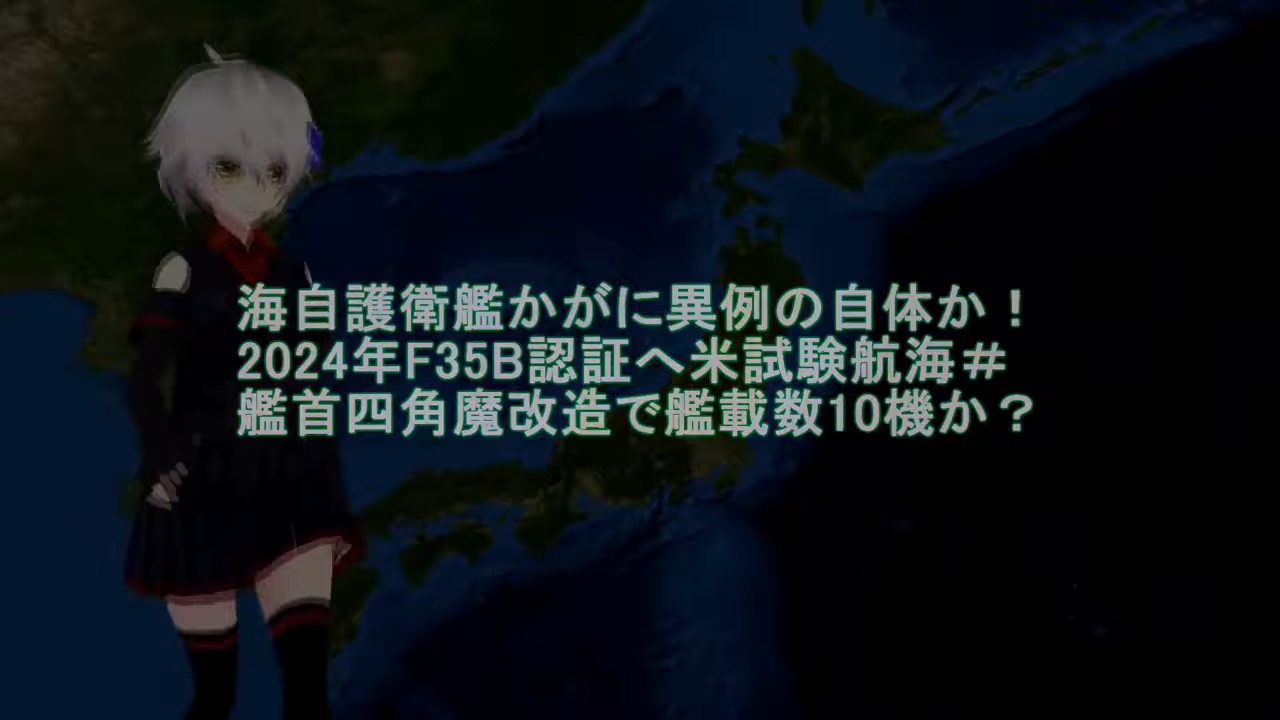 海自護衛艦かがに異例の自体か！
2024年F35B認証へ米試験航海＃
艦首四角魔改造で艦載数10機か？